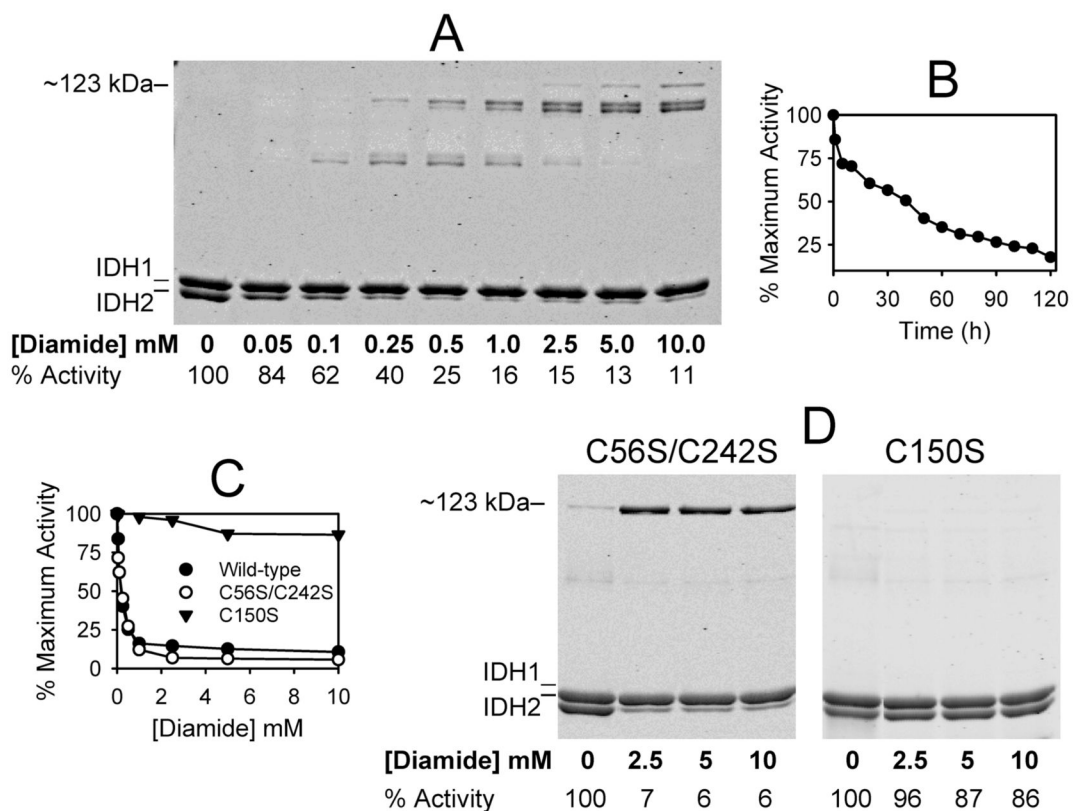 A
~123 kDa–
IDH1
IDH2
[Diamide] mM 0 0.05 0.1 0.25 0.5 1.0 2.5 5.0 10.0
% Activity 100 84 62 40 25 16 15 13 11
B
% Maximum Activity
100
75
50
25
0 30 60 90 120
Time (h)
C
% Maximum Activity
100
75
50
25
0
Wild-type
C56S/C242S
C150S
0 2 4 6 8 10
[Diamide] mM
D
C56S/C242S C150S
~123 kDa–
IDH1
IDH2
[Diamide] mM 0 2.5 5 10 0 2.5 5 10
% Activity 100 7 6 6 100 96 87 86